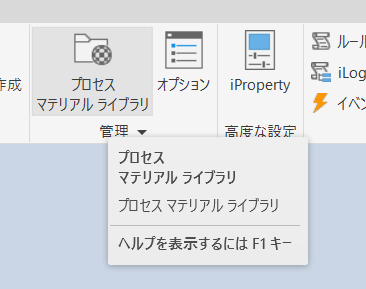 作成
プロセス
マテリアル ライブラリ
オプション
iProperty
ルール
iLog
イベン
管理
高度な設定
プロセス
マテリアル ライブラリ
プロセス マテリアル ライブラリ
ヘルプを表示するには F1 キー